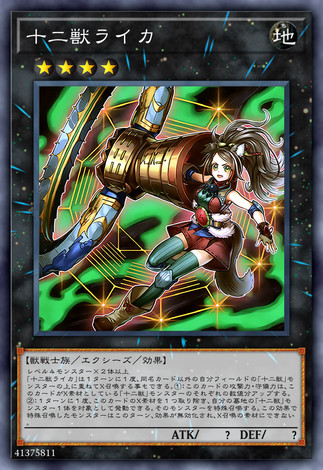 十二獣ライカ
地
【獣戦士族/エクシーズ/効果】
レベル4モンスター×2体以上
「十二獣ライカ」は1ターンに1度、同名カード以外の自分フィールドの「十二獣」モ
ンスターの上に重ねてX召喚する事もできる。①:このカードの攻撃力・守備力は、こ
のカードがX素材としている「十二獣」モンスターのそれぞれの数値分アップする。
②:1ターンに1度、このカードのX素材を1つ取り除き、自分の墓地の「十二獣」モン
スター1体を対象として発動できる。そのモンスターを特殊召喚する。この効果で
特殊召喚したモンスターはこのターン、効果が無効化され、X召喚の素材にできない
ATK/ ? DEF/ ?
41375811